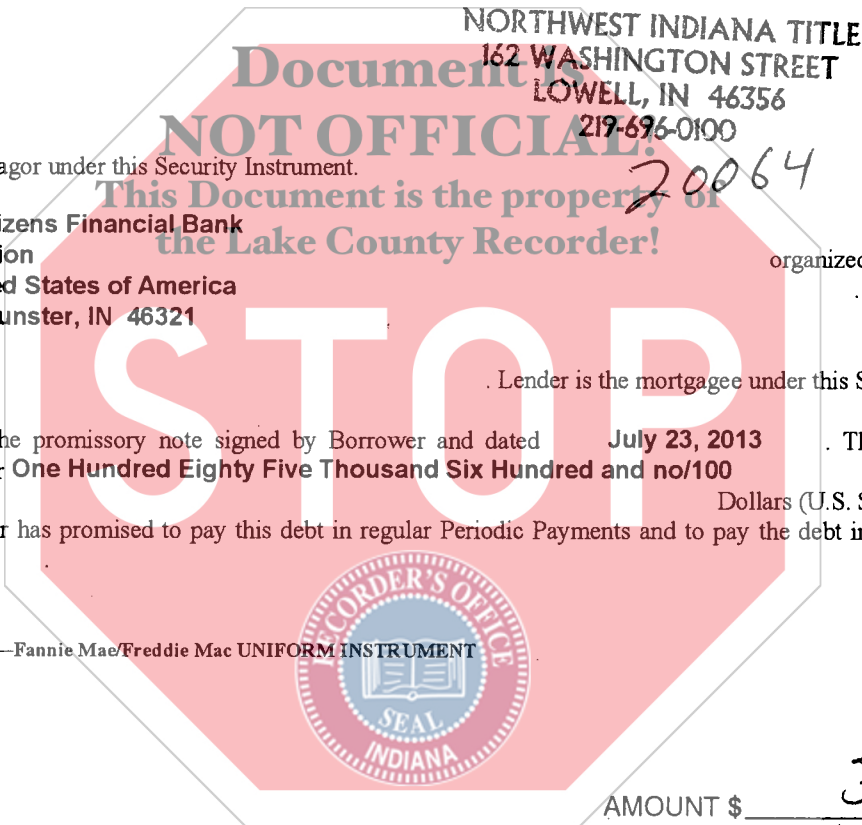 NORTHWEST INDIANA TITLE
162 WASHINGTON STREET
LOWELL, IN 46356
219-696-0100
20064
Document is
NOT OFFICIAL!
This Document is the property of
the Lake County Recorder!
agor under this Security Instrument.
izens Financial Bank
ion
organized
d States of America
.
unster, IN 46321
STOP
. Lender is the mortgagee under this S
he promissory note signed by Borrower and dated July 23, 2013 . Th
One Hundred Eighty Five Thousand Six Hundred and no/100
Dollars (U.S. $
r has promised to pay this debt in regular Periodic Payments and to pay the debt in
.
—Fannie Mae/Freddie Mac UNIFORM INSTRUMENT
RECORDER'S OFFICE
SEAL
INDIANA
AMOUNT $